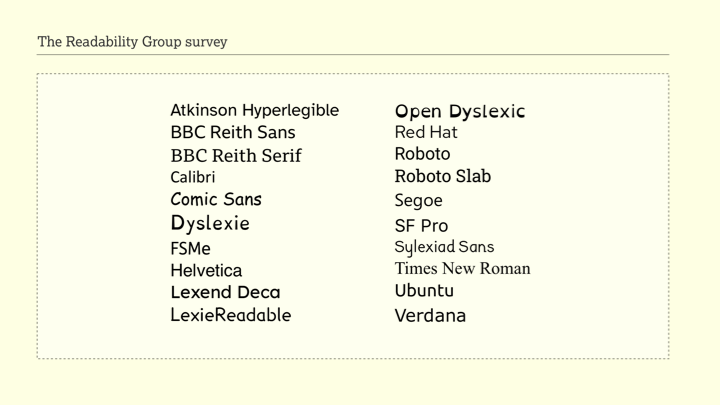 The Readability Group survey
Atkinson Hyperlegible
BBC Reith Sans
BBC Reith Serif
Calibri
Comic Sans
Dyslexie
FSMe
Helvetica
Lexend Deca
LexieReadable
Open Dyslexic
Red Hat
Roboto
Roboto Slab
Segoe
SF Pro
Sylexiad Sans
Times New Roman
Ubuntu
Verdana